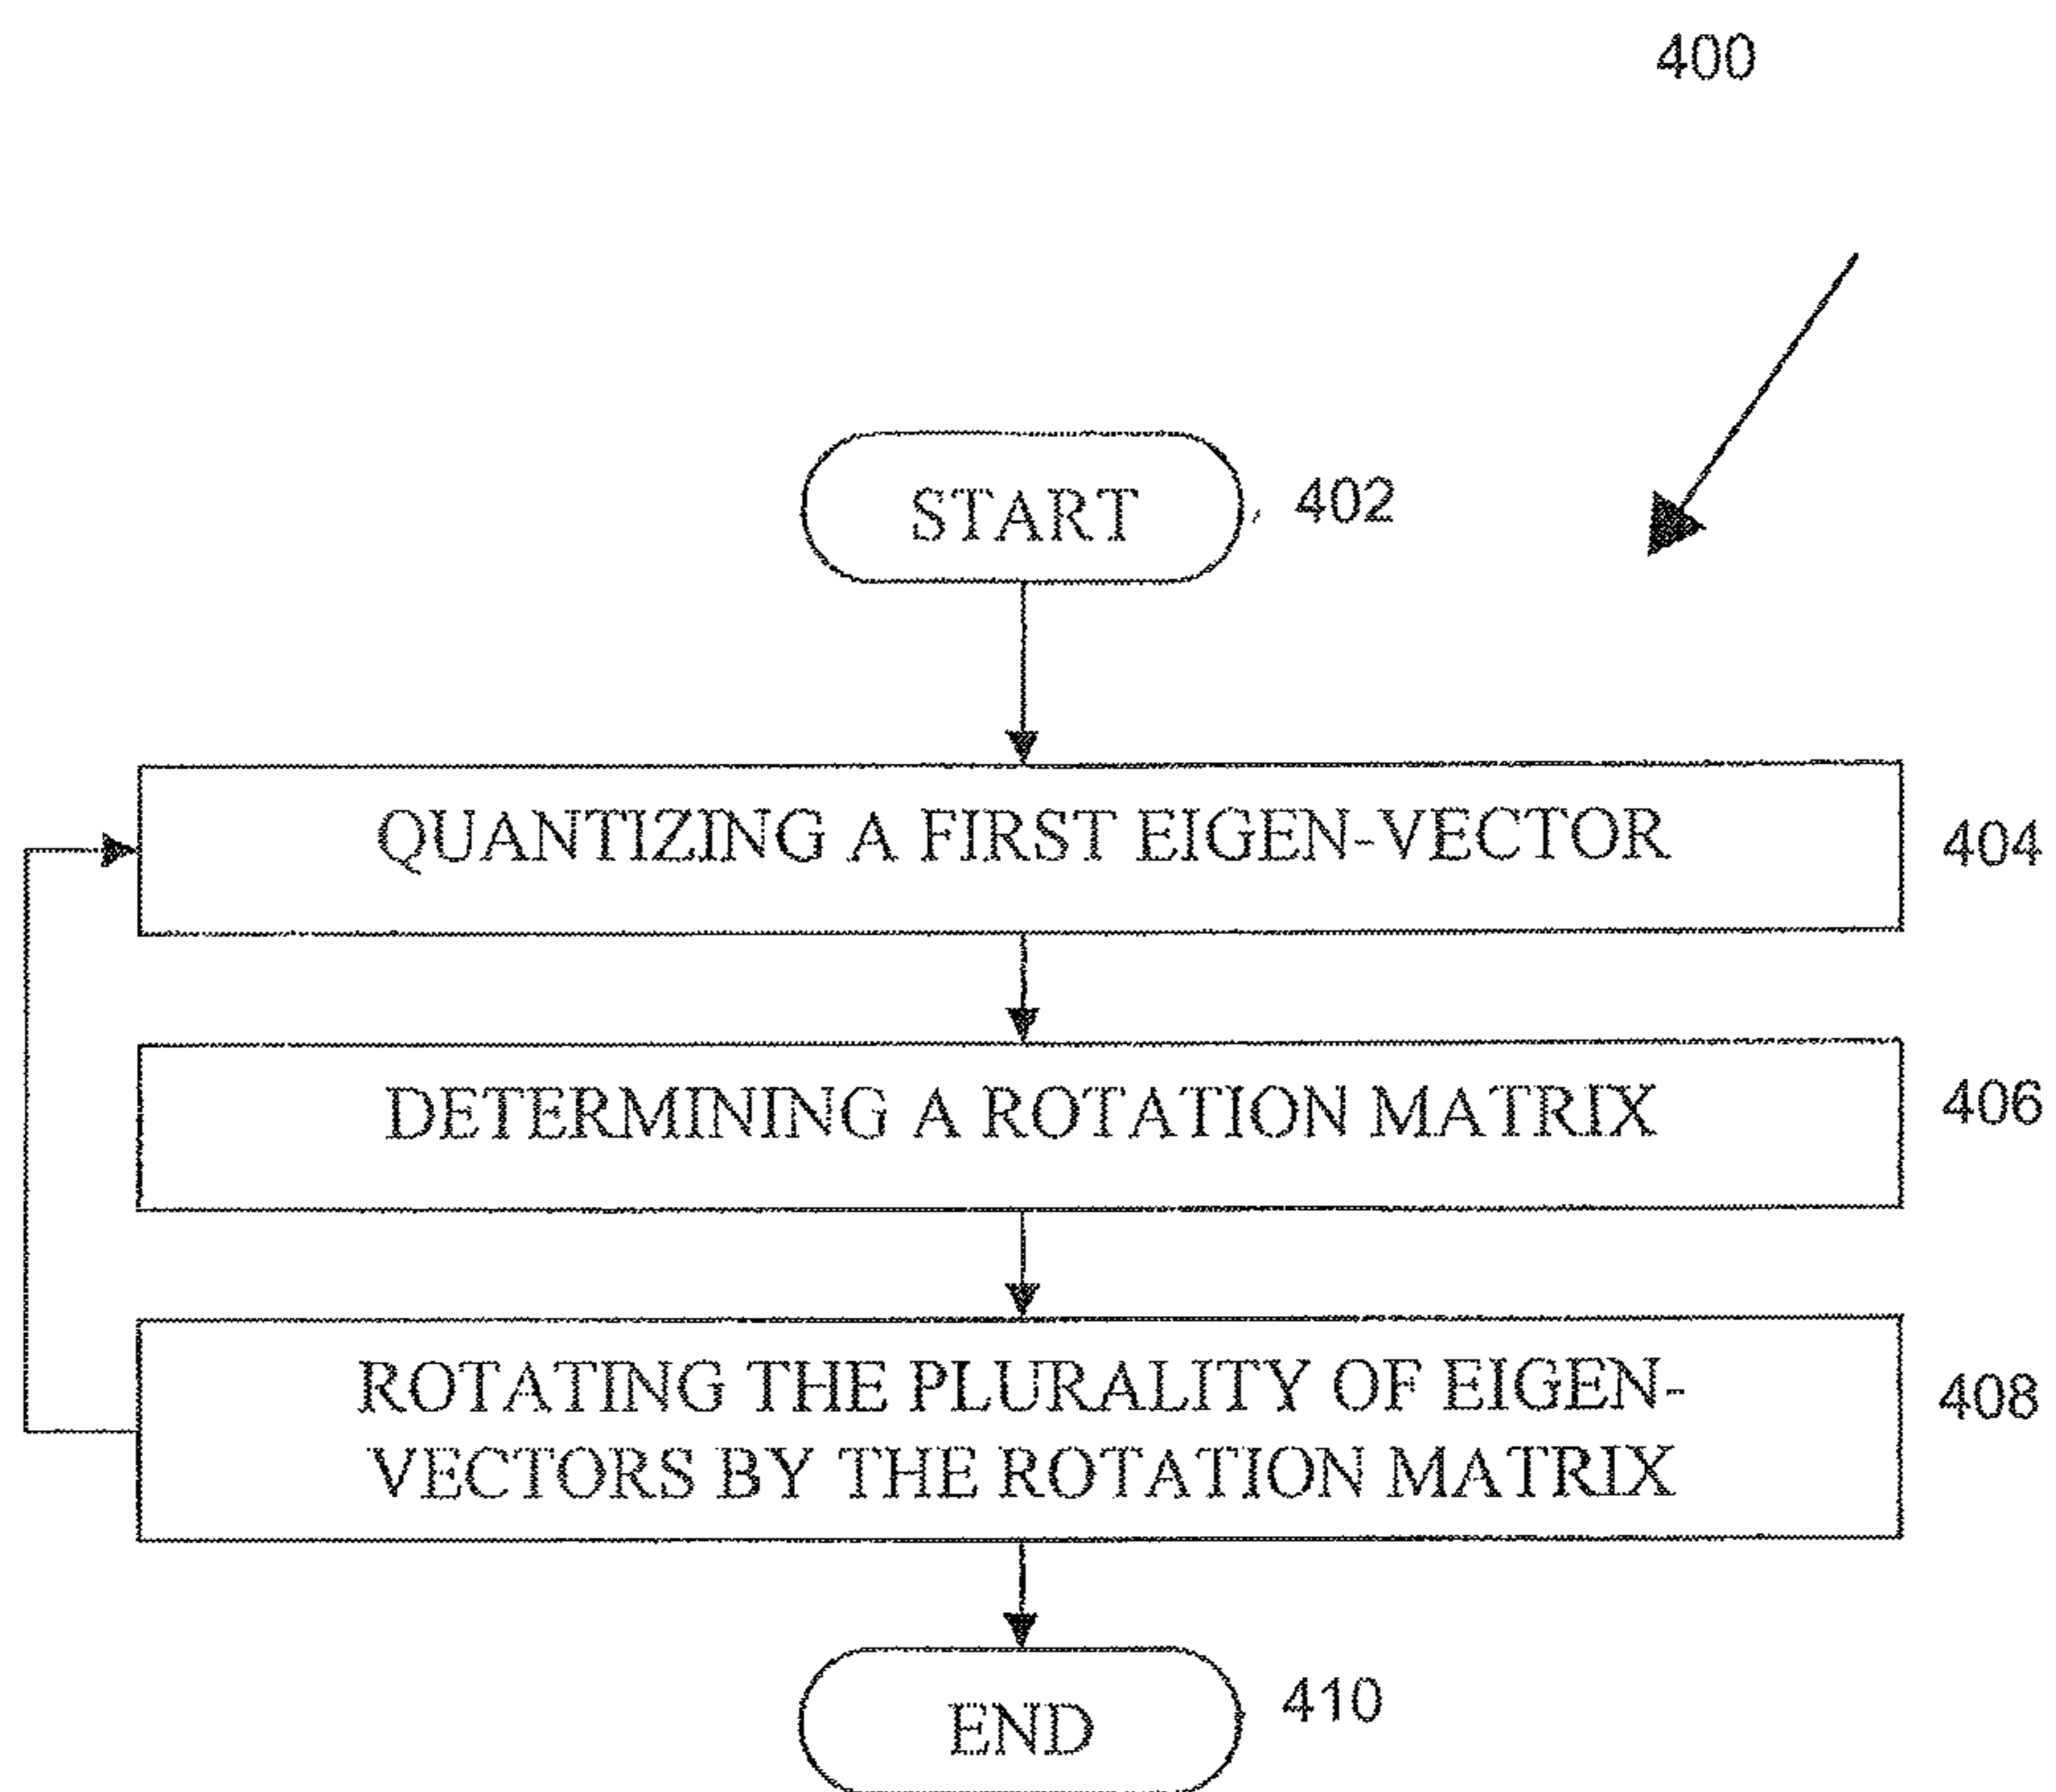 400
START 402
QUANTIZING A FIRST EIGEN-VECTOR 404
DETERMINING A ROTATION MATRIX 406
ROTATING THE PLURALITY OF EIGEN-
VECTORS BY THE ROTATION MATRIX 408
END 410